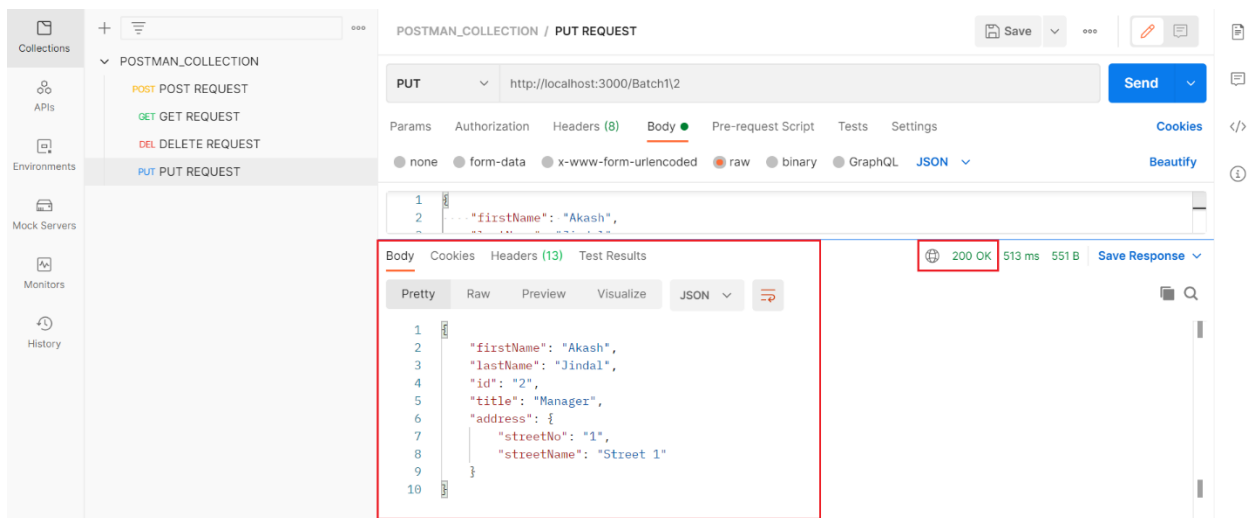 Collections
APIs
Environments
Mock Servers
Monitors
History
POSTMAN_COLLECTION
POST POST REQUEST
GET GET REQUEST
DEL DELETE REQUEST
PUT PUT REQUEST
POSTMAN_COLLECTION / PUT REQUEST
Save
PUT http://localhost:3000/Batch1\2 Send
Params Authorization Headers (8) Body Pre-request Script Tests Settings Cookies
none form-data x-www-form-urlencoded raw binary GraphQL JSON Beautify
1 {
2 "firstName": "Akash",
Body Cookies Headers (13) Test Results 200 OK 513 ms 551 B Save Response
Pretty Raw Preview Visualize JSON
1 {
2 "firstName": "Akash",
3 "lastName": "Jindal",
4 "id": "2",
5 "title": "Manager",
6 "address": {
7 "streetNo": "1",
8 "streetName": "Street 1"
9 }
10 }